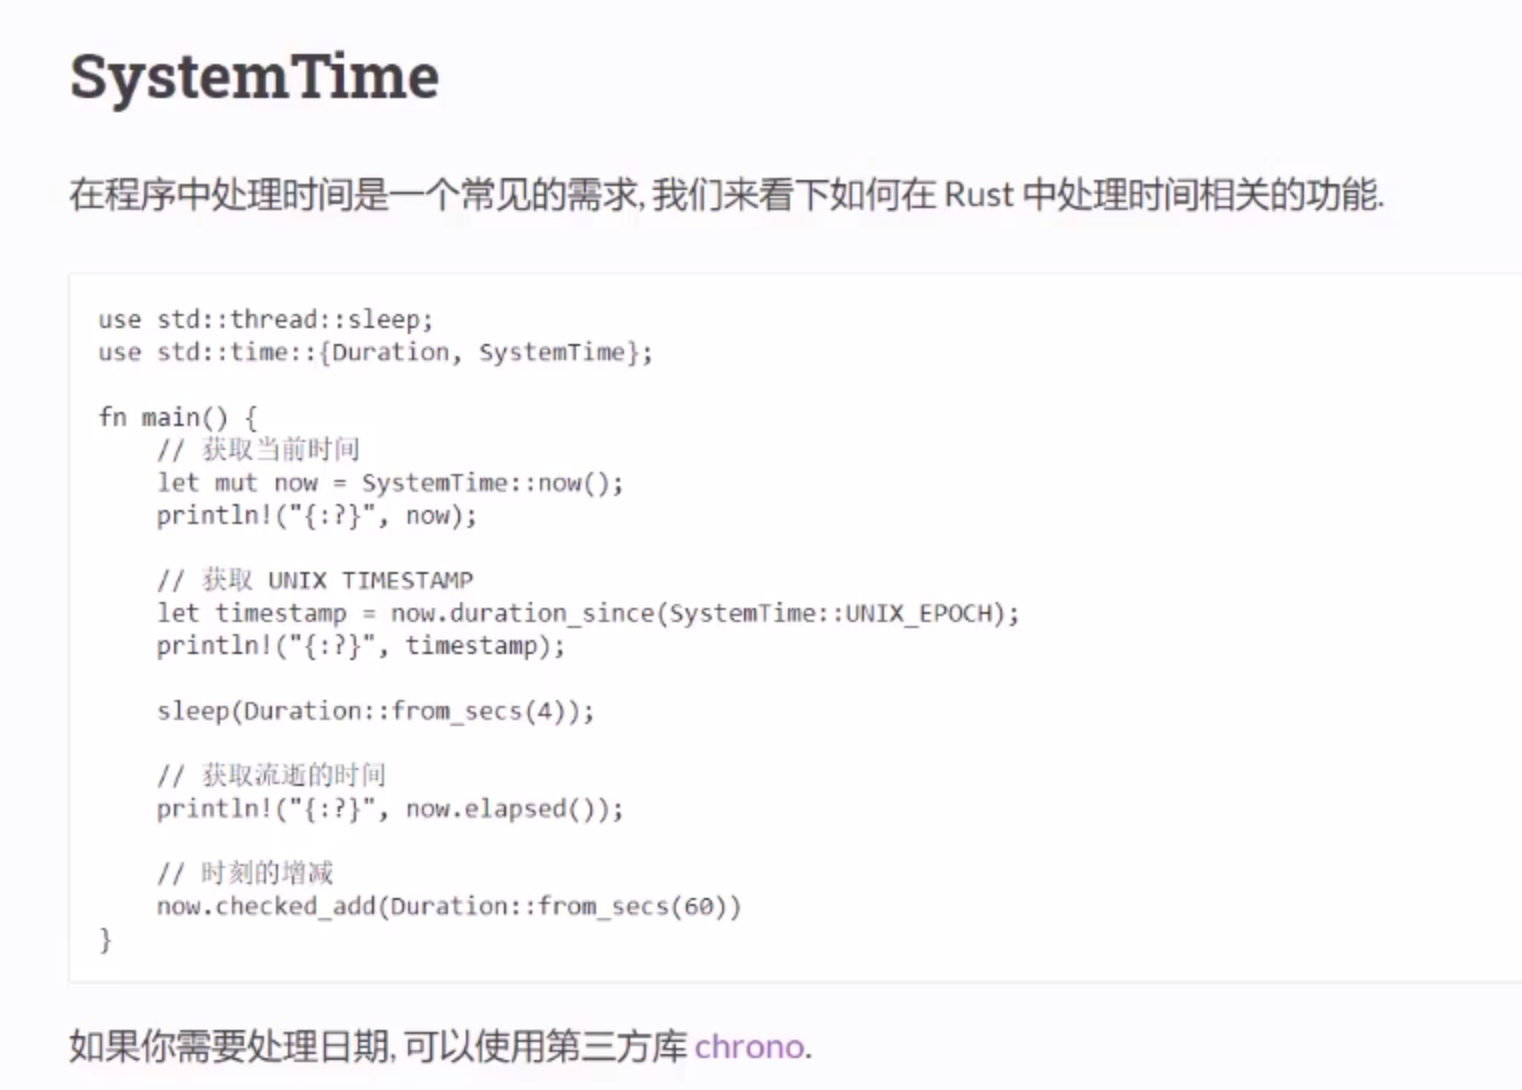 SystemTime
在程序中处理时间是一个常见的需求, 我们来看下如何在 Rust 中处理时间相关的功能.
use std::thread::sleep;
use std::time::{Duration, SystemTime};
fn main() {
    // 获取当前时间
    let mut now = SystemTime::now();
    println!("{:?}", now);
    // 获取 UNIX TIMESTAMP
    let timestamp = now.duration_since(SystemTime::UNIX_EPOCH);
    println!("{:?}", timestamp);
    sleep(Duration::from_secs(4));
    // 获取流逝的时间
    println!("{:?}", now.elapsed());
    // 时刻的增减
    now.checked_add(Duration::from_secs(60))
}
如果你需要处理日期, 可以使用第三方库 chrono.